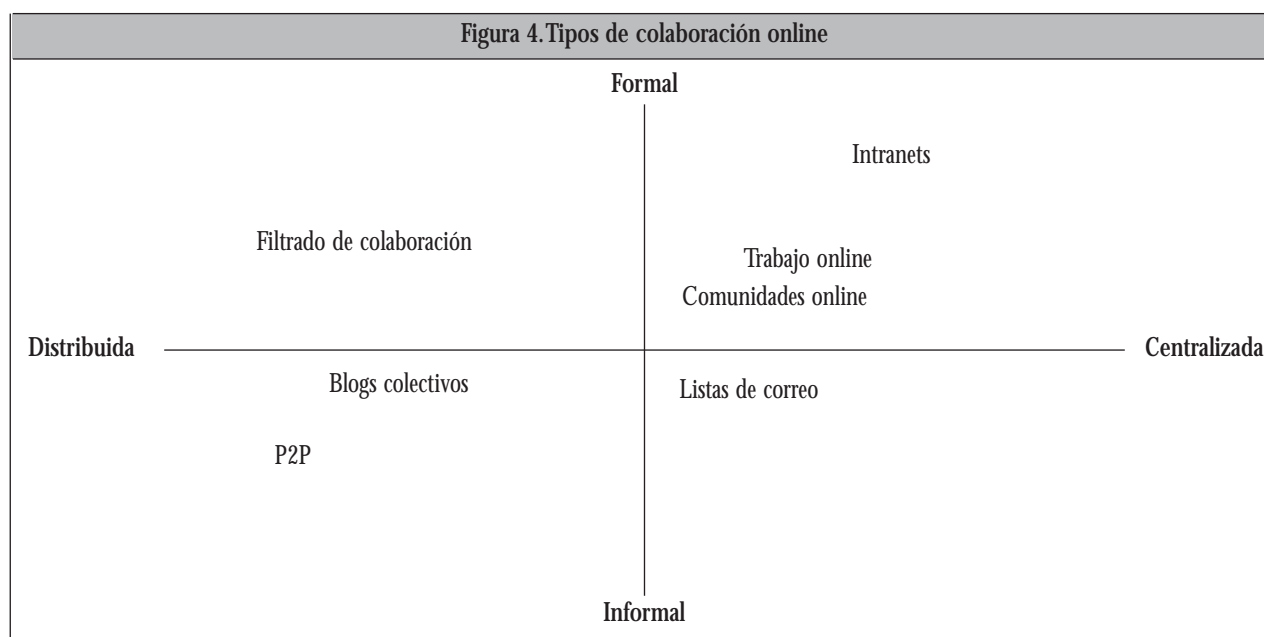 Figura 4. Tipos de colaboración online
Formal
Intranets
Filtrado de colaboración
Trabajo online
Comunidades online
Distribuida
Centralizada
Blogs colectivos
Listas de correo
P2P
Informal